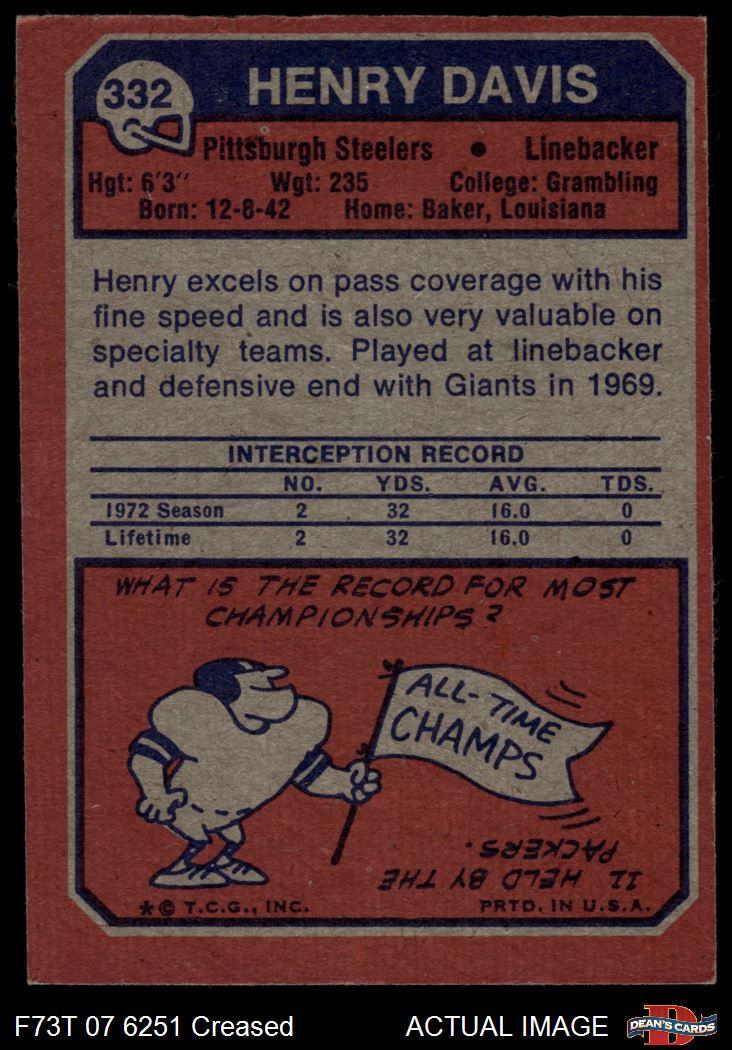 332
HENRY DAVIS
Pittsburgh Steelers • Linebacker
Hgt: 6'3" Wgt: 235 College: Grambling
Born: 12-8-42 Home: Baker, Louisiana
Henry excels on pass coverage with his
fine speed and is also very valuable on
specialty teams. Played at linebacker
and defensive end with Giants in 1969.
INTERCEPTION RECORD
NO. YDS. AVG. TDS.
1972 Season 2 32 16.0 0
Lifetime 2 32 16.0 0
WHAT IS THE RECORD FOR MOST
CHAMPIONSHIPS?
ALL-TIME
CHAMPS
11 HELD BY THE
PACKERS.
* © T.C.G., INC. PRTD. IN U.S.A.
F73T 07 6251 Creased ACTUAL IMAGE
D
DEAN'S CARDS